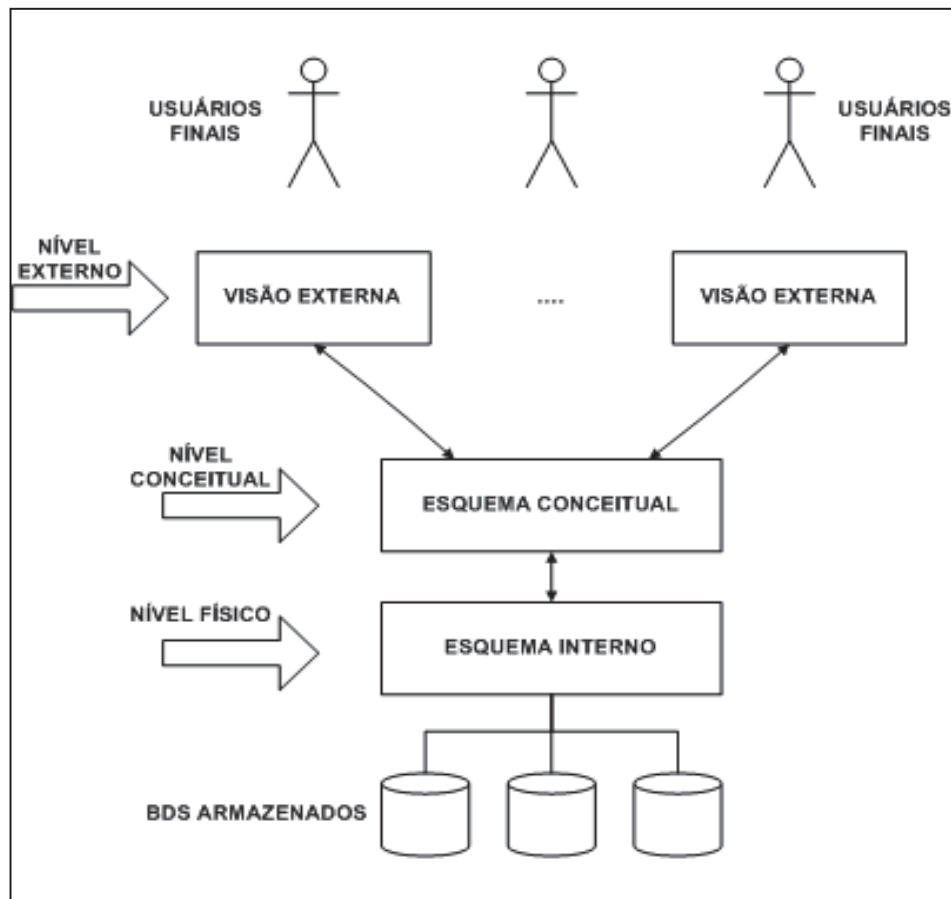 USUÁRIOS
FINAIS
USUÁRIOS
FINAIS
NÍVEL
EXTERNO
VISÃO EXTERNA
....
VISÃO EXTERNA
NÍVEL
CONCEITUAL
ESQUEMA CONCEITUAL
NÍVEL FÍSICO
ESQUEMA INTERNO
BDS ARMAZENADOS